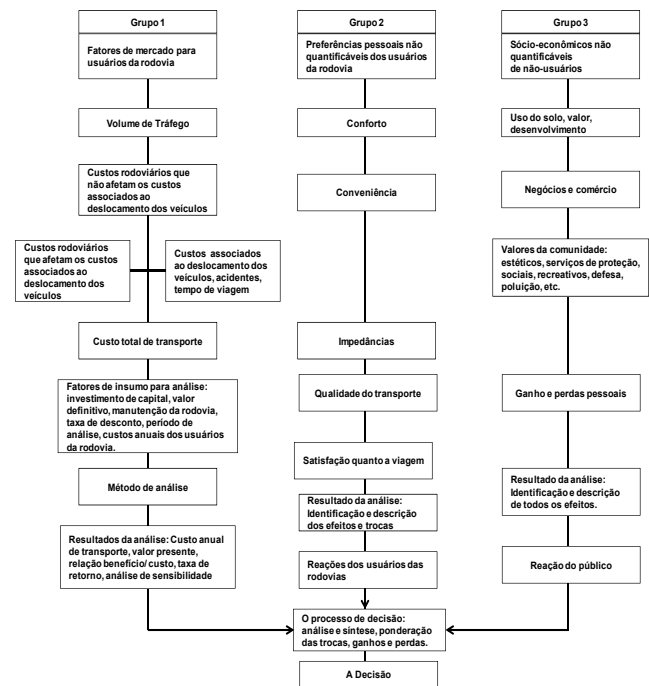 Grupo 1
Fatores de mercado para
usuários da rodovia
Volume de Tráfego
Custos rodoviários que
não afetam os custos
associados ao
deslocamento dos veículos
Custos rodoviários
que afetam os custos
associados ao
deslocamento dos
veículos
Custos associados
ao deslocamento dos
veículos, acidentes,
tempo de viagem
Custo total de transporte
Fatores de insumo para análise:
investimento de capital, valor
definitivo, manutenção da rodovia,
taxa de desconto, período de
análise, custos anuais dos usuários
da rodovia.
Método de análise
Resultados da análise: Custo anual
de transporte, valor presente,
relação benefício/ custo, taxa de
retorno, análise de sensibilidade
Grupo 2
Preferências pessoais não
quantificáveis dos usuários
da rodovia
Conforto
Conveniência
Impedâncias
Qualidade do transporte
Satisfação quanto a viagem
Resultado da análise:
Identificação e descrição
dos efeitos e trocas
Reações dos usuários das
rodovias
Grupo 3
Sócio-econômicos não
quantificáveis
de não-usuários
Uso do solo, valor,
desenvolvimento
Negócios e comércio
Valores da comunidade:
estéticos, serviços de proteção,
sociais, recreativos, defesa,
poluição, etc.
Ganho e perdas pessoais
Resultado da análise:
Identificação e descrição
de todos os efeitos.
Reação do público
O processo de decisão:
análise e síntese, ponderação
das trocas, ganhos e perdas.
A Decisão